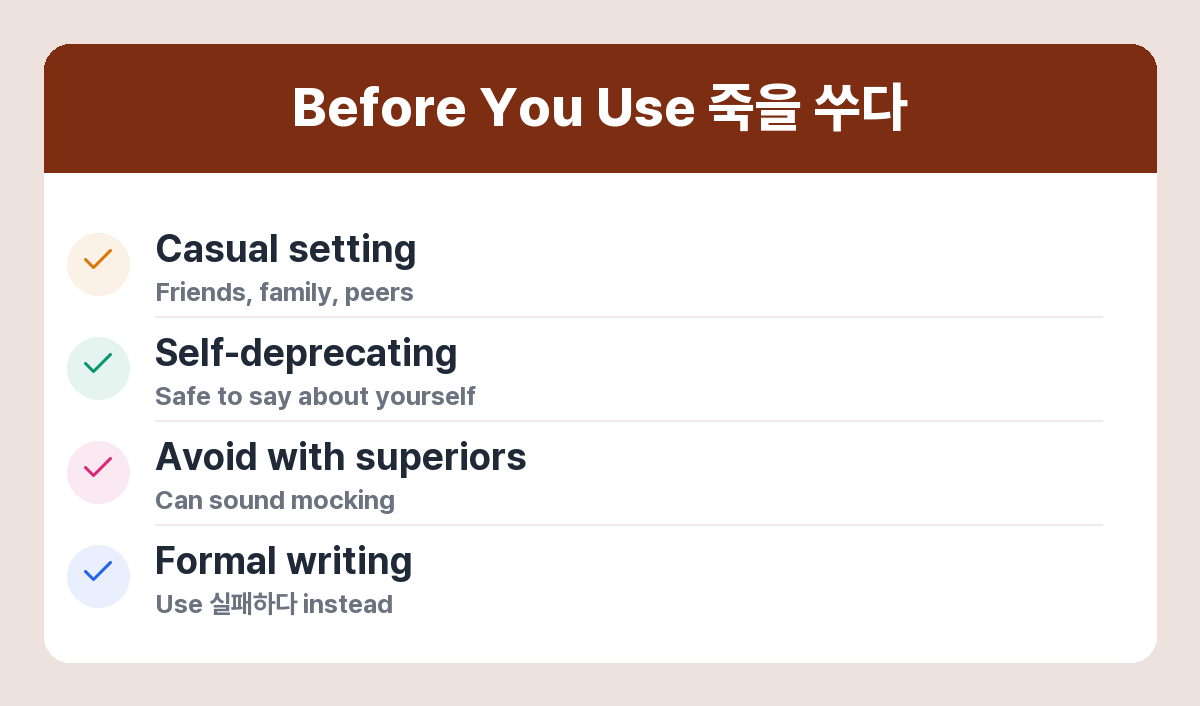 Before You Use 죽을 쑤다
Casual setting
Friends, family, peers
Self-deprecating
Safe to say about yourself
Avoid with superiors
Can sound mocking
Formal writing
Use 실패하다 instead